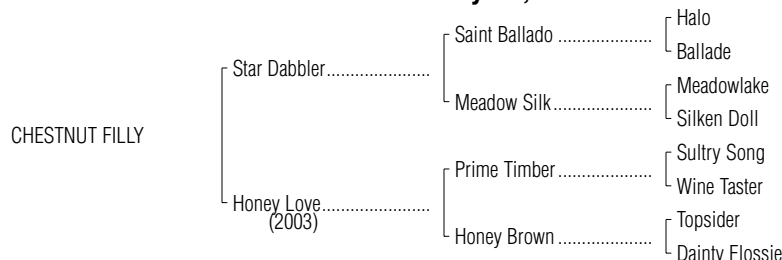 Halo
Saint Ballado ......................
Ballade
Star Dabbler........................
Meadowlake
Meadow Silk.......................
Silken Doll
CHESTNUT FILLY
Sultry Song
Prime Timber ......................
Wine Taster
Honey Love.........................
(2003)
Topsider
Honey Brown ......................
Dainty Flossie